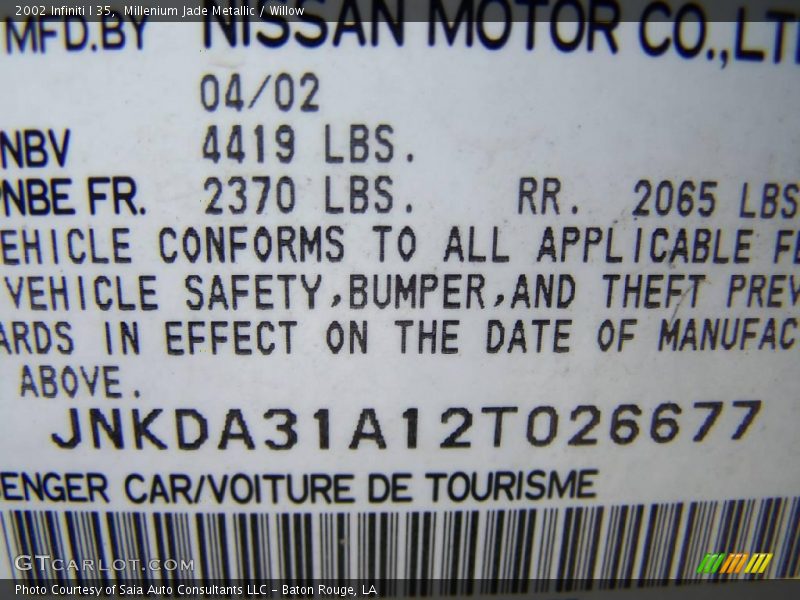 2002 Infiniti I 35, Millenium Jade Metallic / Willow
MFD.BY NISSAN MOTOR CO.,LT
04/02
NBV 4419 LBS.
NBE FR. 2370 LBS. RR. 2065 LBS
EHICLE CONFORMS TO ALL APPLICABLE FE
VEHICLE SAFETY,BUMPER,AND THEFT PREV
ARDS IN EFFECT ON THE DATE OF MANUFAC
ABOVE.
JNKDA31A12T026677
ENGER CAR/VOITURE DE TOURISME
GTcarlot.com
Photo Courtesy of Saia Auto Consultants LLC - Baton Rouge, LA